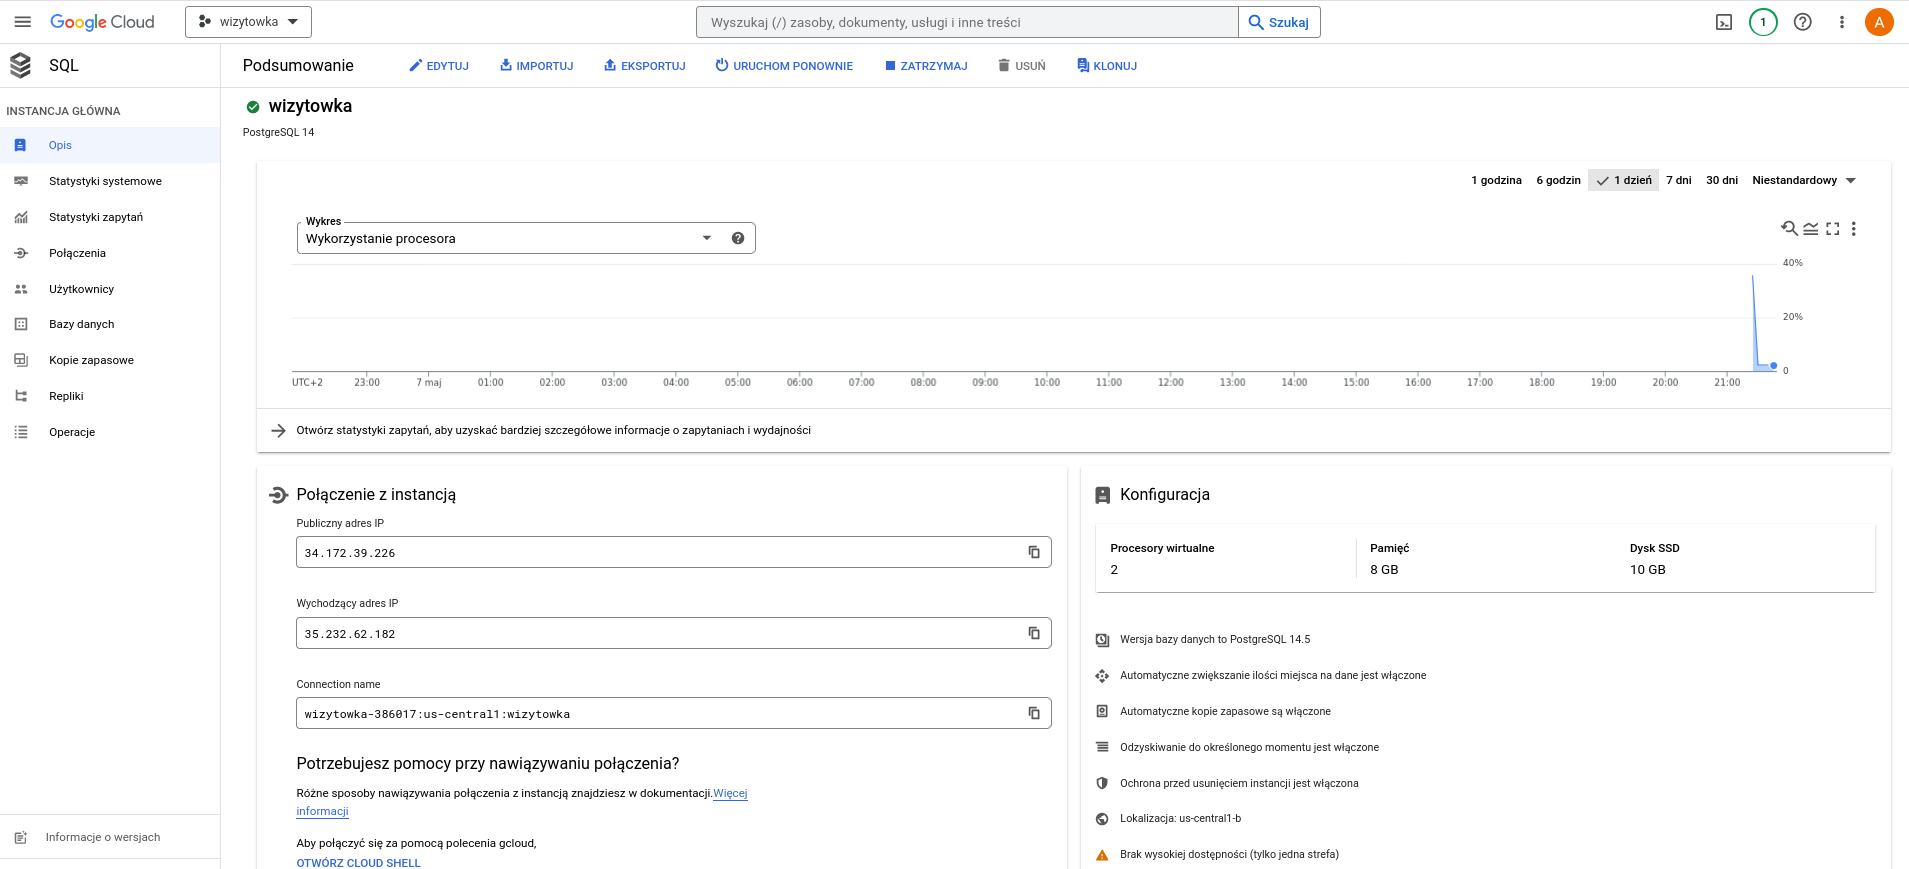 Google Cloud
wizytowka
Wyszukaj (/) zasoby, dokumenty, usługi i inne treści
Szukaj
1
A
SQL
Podsumowanie
EDYTUJ
IMPORTUJ
EKSPORTUJ
URUCHOM PONOWNIE
ZATRZYMAJ
USUŃ
KLONUJ
INSTANCJA GŁÓWNA
Opis
Statystyki systemowe
Statystyki zapytań
Połączenia
Użytkownicy
Bazy danych
Kopie zapasowe
Repliki
Operacje
Informacje o wersjach
wizytowka
PostgreSQL 14
1 godzina
6 godzin
1 dzień
7 dni
30 dni
Niestandardowy
Wykres
Wykorzystanie procesora
40%
20%
0
UTC+2 23:00 7 maj 01:00 02:00 03:00 04:00 05:00 06:00 07:00 08:00 09:00 10:00 11:00 12:00 13:00 14:00 15:00 16:00 17:00 18:00 19:00 20:00 21:00
Otwórz statystyki zapytań, aby uzyskać bardziej szczegółowe informacje o zapytaniach i wydajności
Połączenie z instancją
Publiczny adres IP
34.172.39.226
Wychodzący adres IP
35.232.62.182
Connection name
wizytowka-386017:us-central1:wizytowka
Potrzebujesz pomocy przy nawiązywaniu połączenia?
Różne sposoby nawiązywania połączenia z instancją znajdziesz w dokumentacji.Więcej
informacji
Aby połączyć się za pomocą polecenia gcloud,
OTWÓRZ CLOUD SHELL
Konfiguracja
Procesory wirtualne
2
Pamięć
8 GB
Dysk SSD
10 GB
Wersja bazy danych to PostgreSQL 14.5
Automatyczne zwiększanie ilości miejsca na dane jest włączone
Automatyczne kopie zapasowe są włączone
Odzyskiwanie do określonego momentu jest włączone
Ochrona przed usunięciem instancji jest włączona
Lokalizacja: us-central1-b
Brak wysokiej dostępności (tylko jedna strefa)